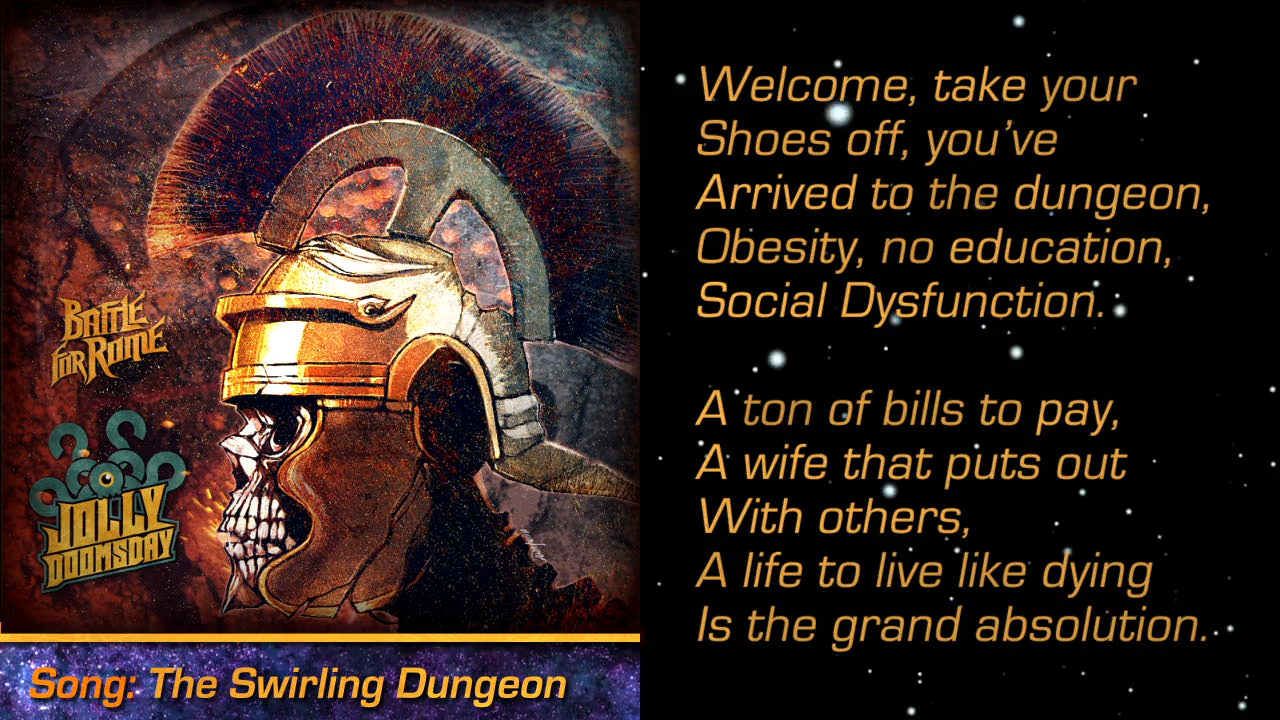 BATTLE
FOR ROME
JOLLY
DOOMSDAY
Song: The Swirling Dungeon
Welcome, take your
Shoes off, you’ve
Arrived to the dungeon,
Obesity, no education,
Social Dysfunction.
A ton of bills to pay,
A wife that puts out
With others,
A life to live like dying
Is the grand absolution.